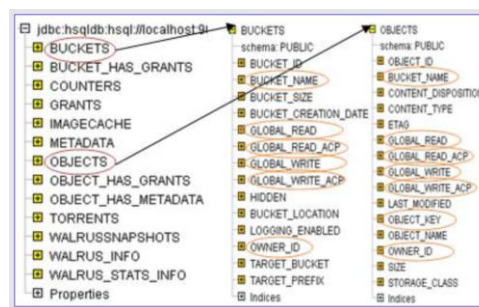 jdbc:hsqldb:hsql://localhost:9
BUCKETS
BUCKET_HAS_GRANTS
COUNTERS
GRANTS
IMAGECACHE
METADATA
OBJECTS
OBJECT_HAS_GRANTS
OBJECT_HAS_METADATA
TORRENTS
WALRUSSNAPSHOTS
WALRUS_INFO
WALRUS_STATS_INFO
Properties
BUCKETS
schema: PUBLIC
BUCKET_ID
BUCKET_NAME
BUCKET_SIZE
BUCKET_CREATION_DATE
GLOBAL_READ
GLOBAL_READ_ACP
GLOBAL_WRITE
GLOBAL_WRITE_ACP
HIDDEN
BUCKET_LOCATION
LOGGING_ENABLED
OWNER_ID
TARGET_BUCKET
TARGET_PREFIX
Indices
OBJECTS
schema: PUBLIC
OBJECT_ID
BUCKET_NAME
CONTENT_DISPOSITIO
CONTENT_TYPE
ETAG
GLOBAL_READ
GLOBAL_READ_ACP
GLOBAL_WRITE
GLOBAL_WRITE_ACP
LAST_MODIFIED
OBJECT_KEY
OBJECT_NAME
OWNER_ID
SIZE
STORAGE_CLASS
Indices